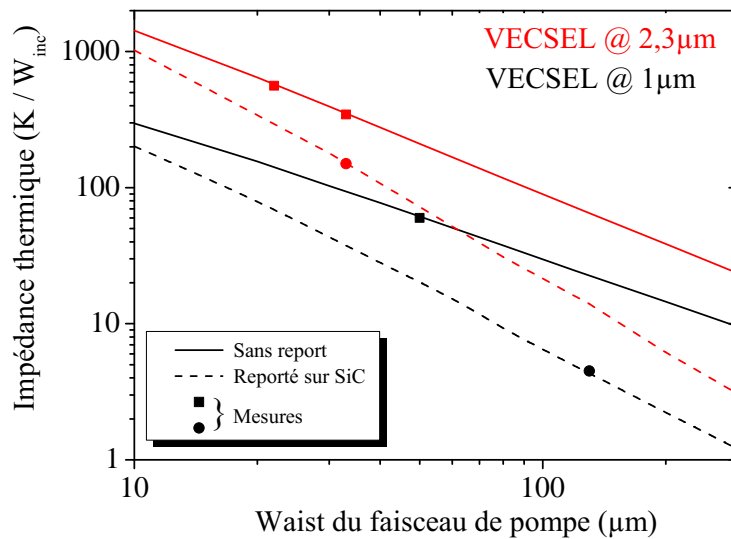 VECSEL @ 2,3µm
VECSEL @ 1µm
Impédance thermique (K / W_inc)
1000
100
10
1
Sans report
Reporté sur SiC
} Mesures
10
100
Waist du faisceau de pompe (µm)